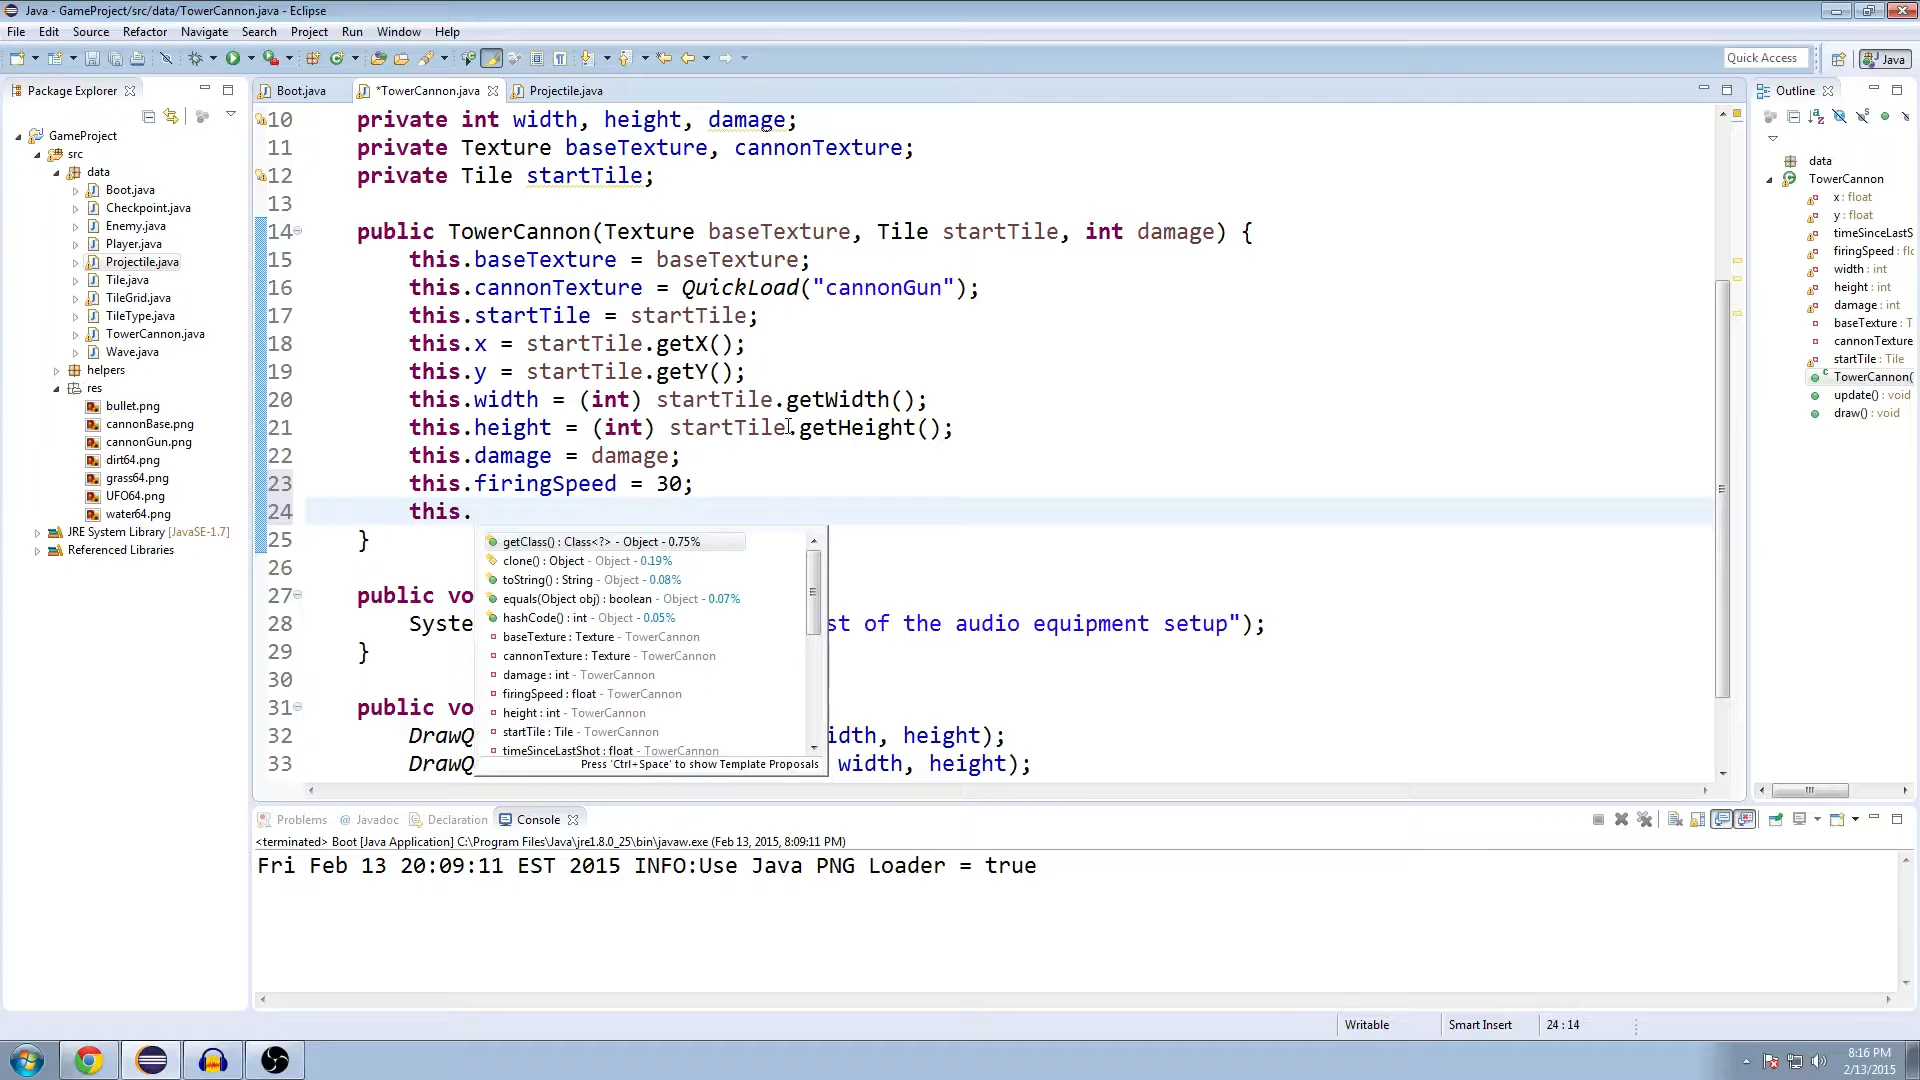 Java - GameProject/src/data/TowerCannon.java - Eclipse
File Edit Source Refactor Navigate Search Project Run Window Help
Quick Access
Java
Package Explorer
GameProject
src
data
Boot.java
Checkpoint.java
Enemy.java
Player.java
Projectile.java
Tile.java
TileGrid.java
TileType.java
TowerCannon.java
Wave.java
helpers
res
bullet.png
cannonBase.png
cannonGun.png
dirt64.png
grass64.png
UFO64.png
water64.png
JRE System Library [JavaSE-1.7]
Referenced Libraries
Boot.java *TowerCannon.java Projectile.java
10 private int width, height, damage;
11 private Texture baseTexture, cannonTexture;
12 private Tile startTile;
13
14 public TowerCannon(Texture baseTexture, Tile startTile, int damage) {
15 this.baseTexture = baseTexture;
16 this.cannonTexture = QuickLoad("cannonGun");
17 this.startTile = startTile;
18 this.x = startTile.getX();
19 this.y = startTile.getY();
20 this.width = (int) startTile.getWidth();
21 this.height = (int) startTile.getHeight();
22 this.damage = damage;
23 this.firingSpeed = 30;
24 this.
25 }
26
27 public vo
28 Syste st of the audio equipment setup");
29 }
30
31 public vo
32 DrawQ idth, height);
33 DrawQ width, height);
getClass() : Class<?> - Object - 0.75%
clone() : Object - Object - 0.19%
toString() : String - Object - 0.08%
equals(Object obj) : boolean - Object - 0.07%
hashCode() : int - Object - 0.05%
baseTexture : Texture - TowerCannon
cannonTexture : Texture - TowerCannon
damage : int - TowerCannon
firingSpeed : float - TowerCannon
height : int - TowerCannon
startTile : Tile - TowerCannon
timeSinceLastShot : float - TowerCannon
Press 'Ctrl+Space' to show Template Proposals
Outline
data
TowerCannon
x : float
y : float
timeSinceLastS
firingSpeed : flo
width : int
height : int
damage : int
baseTexture : T
cannonTexture
startTile : Tile
TowerCannon(
update() : void
draw() : void
Problems Javadoc Declaration Console
<terminated> Boot [Java Application] C:\Program Files\Java\jre1.8.0_25\bin\javaw.exe (Feb 13, 2015, 8:09:11 PM)
Fri Feb 13 20:09:11 EST 2015 INFO:Use Java PNG Loader = true
Writable Smart Insert 24 : 14
8:16 PM
2/13/2015